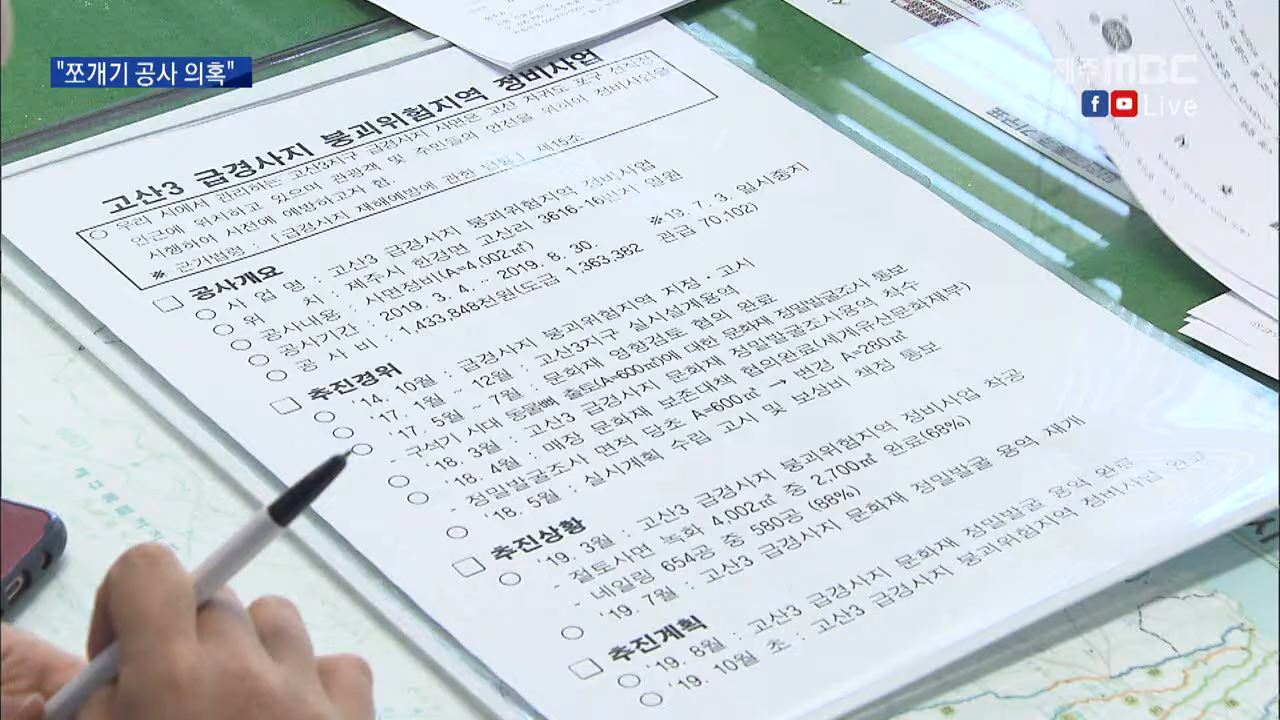 "쪼개기 공사 의혹"
제주MBC
Live
고산3 급경사지 붕괴위험지역 정비사업
○ 우리 시에서 관리하는 고산3지구 급경사지 사면은 고산 자구도 포구 진입
인근에 위치하고 있으며 관광객 및 주민들의 안전을 위하여 정비사업을
시행하여 사전에 예방하고자 함.
※ 근거법령 : 「급경사지 재해예방에 관한 법률」 제15조
□ 공사개요
○ 사 업 명 : 고산3 급경사지 붕괴위험지역 정비사업
○ 위 치 : 제주시 한경면 고산리 3616-16번지 일원
○ 공사내용 : 사면정비(A=4,002㎡)
○ 공사기간 : 2019. 3. 4. ~ 2019. 8. 30. ※19. 7. 3. 일시중지
○ 공 사 비 : 1,433,848천원(도급 1,363,382 관급 70,102)
□ 추진경위
○ '14. 10월 : 급경사지 붕괴위험지역 지정·고시
○ '17. 1월 ~ 12월 : 고산3지구 실시설계용역
○ '17. 5월 ~ 7월 : 문화재 영향검토 협의 완료
- 구석기 시대 동물뼈 출토(A=600㎡)에 대한 문화재 정밀발굴조사 통보
○ '18. 3월 : 고산3 급경사지 문화재 정밀발굴조사용역 착수
○ '18. 4월 : 매장 문화재 보존대책 협의완료(세계유산문화재부)
- 정밀발굴조사 면적 당초 A=600㎡ → 변경 A=280㎡
○ '18. 5월 : 실시계획 수립 고시 및 보상비 책정 통보
□ 추진상황
○ '19. 3월 : 고산3 급경사지 붕괴위험지역 정비사업 착공
- 절토사면 녹화 4,002㎡ 중 2,700㎡ 완료(68%)
- 네일링 654공 중 580공 (88%)
○ '19. 7월 : 고산3 급경사지 문화재 정밀발굴 용역 재개
□ 추진계획
○ '19. 8월 : 고산3 급경사지 문화재 정밀발굴 용역 완료
○ '19. 10월 초 : 고산3 급경사지 붕괴위험지역 정비사업 완료